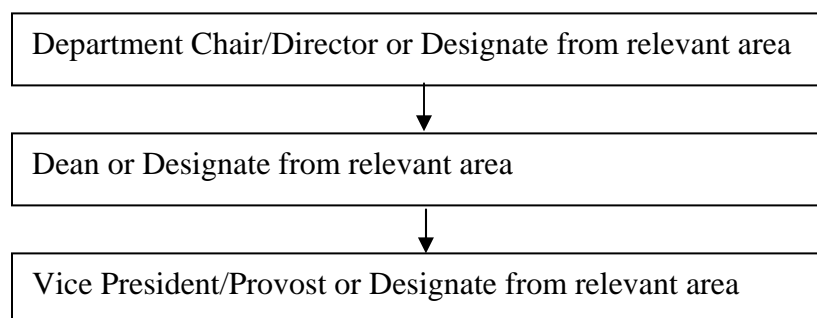 Department Chair/Director or Designate from relevant area
Dean or Designate from relevant area
Vice President/Provost or Designate from relevant area